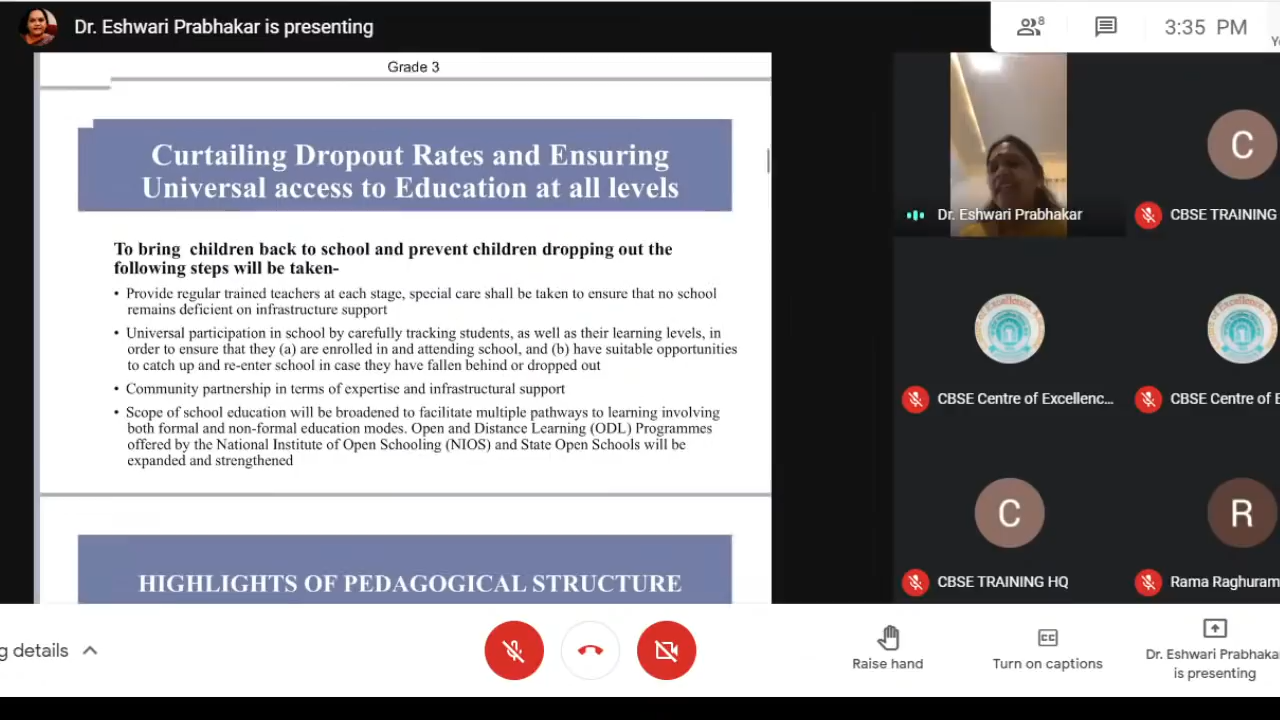 Dr. Eshwari Prabhakar is presenting
8
3:35 PM
Grade 3
Curtailing Dropout Rates and Ensuring
Universal access to Education at all levels
To bring children back to school and prevent children dropping out the
following steps will be taken-
• Provide regular trained teachers at each stage, special care shall be taken to ensure that no school
remains deficient on infrastructure support
• Universal participation in school by carefully tracking students, as well as their learning levels, in
order to ensure that they (a) are enrolled in and attending school, and (b) have suitable opportunities
to catch up and re-enter school in case they have fallen behind or dropped out
• Community partnership in terms of expertise and infrastructural support
• Scope of school education will be broadened to facilitate multiple pathways to learning involving
both formal and non-formal education modes. Open and Distance Learning (ODL) Programmes
offered by the National Institute of Open Schooling (NIOS) and State Open Schools will be
expanded and strengthened
HIGHLIGHTS OF PEDAGOGICAL STRUCTURE
C
Dr. Eshwari Prabhakar
CBSE TRAINING
CBSE Centre of Excellenc...
CBSE Centre of E
C
R
CBSE TRAINING HQ
Rama Raghuram
g details
Raise hand
CC
Turn on captions
Dr. Eshwari Prabhaka
is presenting